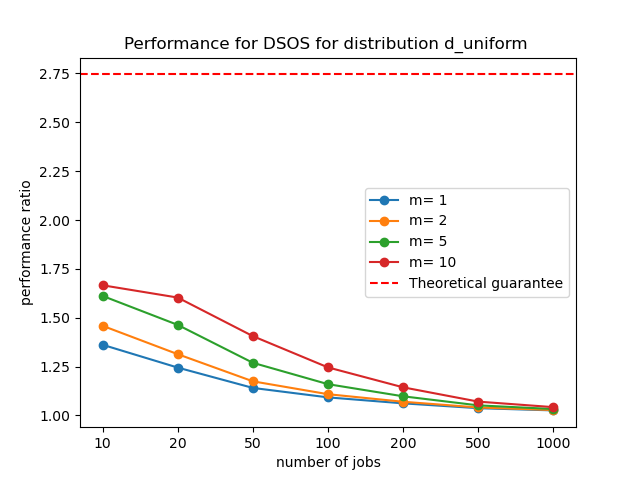 Performance for DSOS for distribution d_uniform
performance ratio
2.75
2.50
2.25
2.00
1.75
1.50
1.25
1.00
m= 1
m= 2
m= 5
m= 10
Theoretical guarantee
10 20 50 100 200 500 1000
number of jobs